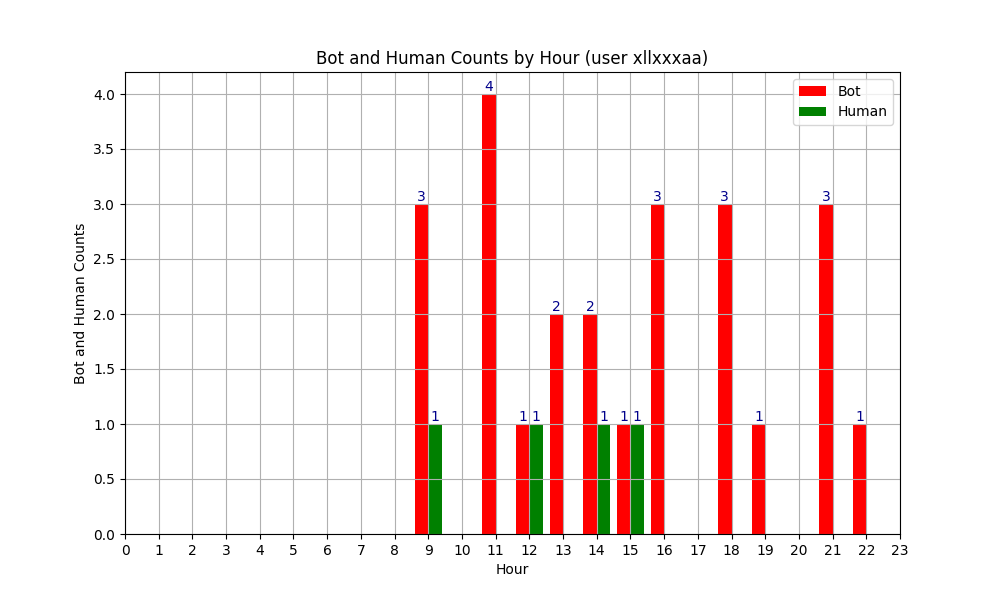 Bot and Human Counts by Hour (user xllxxxaa)
Bot and Human Counts
4.0
3.5
3.0
2.5
2.0
1.5
1.0
0.5
0.0
Bot
Human
3 1 4 1 1 2 2 1 1 1 3 3 1 3 1
0 1 2 3 4 5 6 7 8 9 10 11 12 13 14 15 16 17 18 19 20 21 22 23
Hour